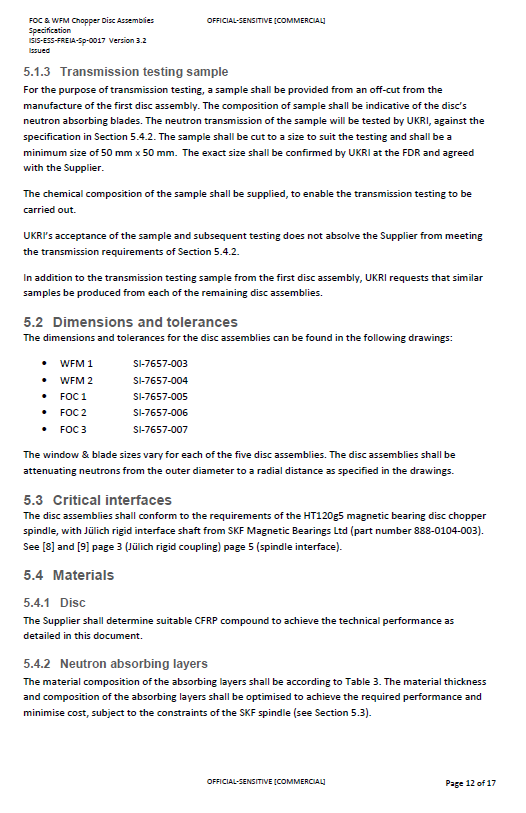 FOC & WFM Chopper Disc Assemblies OFFICIAL-SENSITIVE [COMMERCIAL]
Specification
ISIS-ESS-FREIA-Sp-0017 Version 3.2
Issued
5.1.3 Transmission testing sample
For the purpose of transmission testing, a sample shall be provided from an off-cut from the
manufacture of the first disc assembly. The composition of sample shall be indicative of the disc's
neutron absorbing blades. The neutron transmission of the sample will be tested by UKRI, against the
specification in Section 5.4.2. The sample shall be cut to a size to suit the testing and shall be a
minimum size of 50 mm x 50 mm. The exact size shall be confirmed by UKRI at the FDR and agreed
with the Supplier.
The chemical composition of the sample shall be supplied, to enable the transmission testing to be
carried out.
UKRI's acceptance of the sample and subsequent testing does not absolve the Supplier from meeting
the transmission requirements of Section 5.4.2.
In addition to the transmission testing sample from the first disc assembly, UKRI requests that similar
samples be produced from each of the remaining disc assemblies.
5.2 Dimensions and tolerances
The dimensions and tolerances for the disc assemblies can be found in the following drawings:
• WFM 1 SI-7657-003
• WFM 2 SI-7657-004
• FOC 1 SI-7657-005
• FOC 2 SI-7657-006
• FOC 3 SI-7657-007
The window & blade sizes vary for each of the five disc assemblies. The disc assemblies shall be
attenuating neutrons from the outer diameter to a radial distance as specified in the drawings.
5.3 Critical interfaces
The disc assemblies shall conform to the requirements of the HT120g5 magnetic bearing disc chopper
spindle, with Jülich rigid interface shaft from SKF Magnetic Bearings Ltd (part number 888-0104-003).
See [8] and [9] page 3 (Jülich rigid coupling) page 5 (spindle interface).
5.4 Materials
5.4.1 Disc
The Supplier shall determine suitable CFRP compound to achieve the technical performance as
detailed in this document.
5.4.2 Neutron absorbing layers
The material composition of the absorbing layers shall be according to Table 3. The material thickness
and composition of the absorbing layers shall be optimised to achieve the required performance and
minimise cost, subject to the constraints of the SKF spindle (see Section 5.3).
OFFICIAL-SENSITIVE [COMMERCIAL] Page 12 of 17